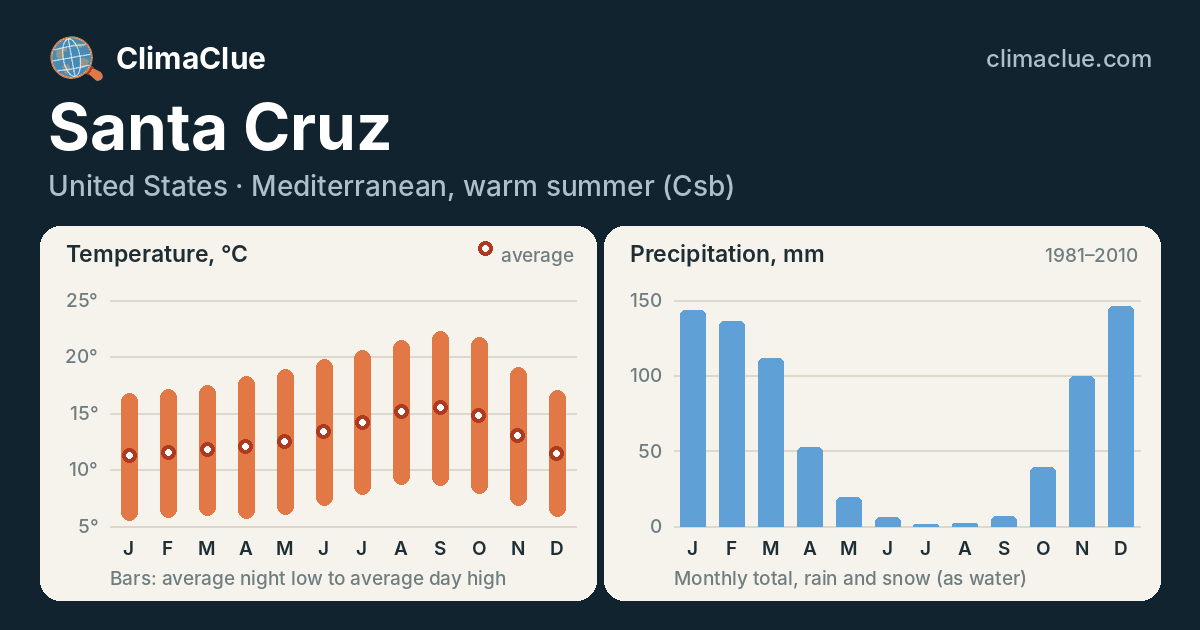 ClimaClue
climaclue.com
Santa Cruz
United States · Mediterranean, warm summer (Csb)
Temperature, °C
average
25°
20°
15°
10°
5°
J F M A M J J A S O N D
Bars: average night low to average day high
Precipitation, mm
1981–2010
150
100
50
0
J F M A M J J A S O N D
Monthly total, rain and snow (as water)